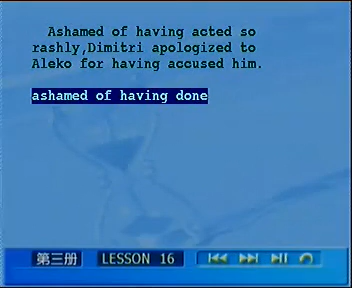 Ashamed of having acted so
rashly,Dimitri apologized to
Aleko for having accused him.
ashamed of having done
第三册 LESSON 16